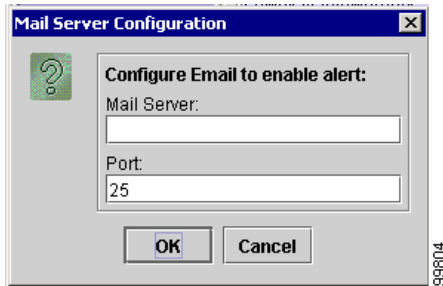 Mail Server Configuration
Configure Email to enable alert:
Mail Server:
Port:
25
OK Cancel
99804